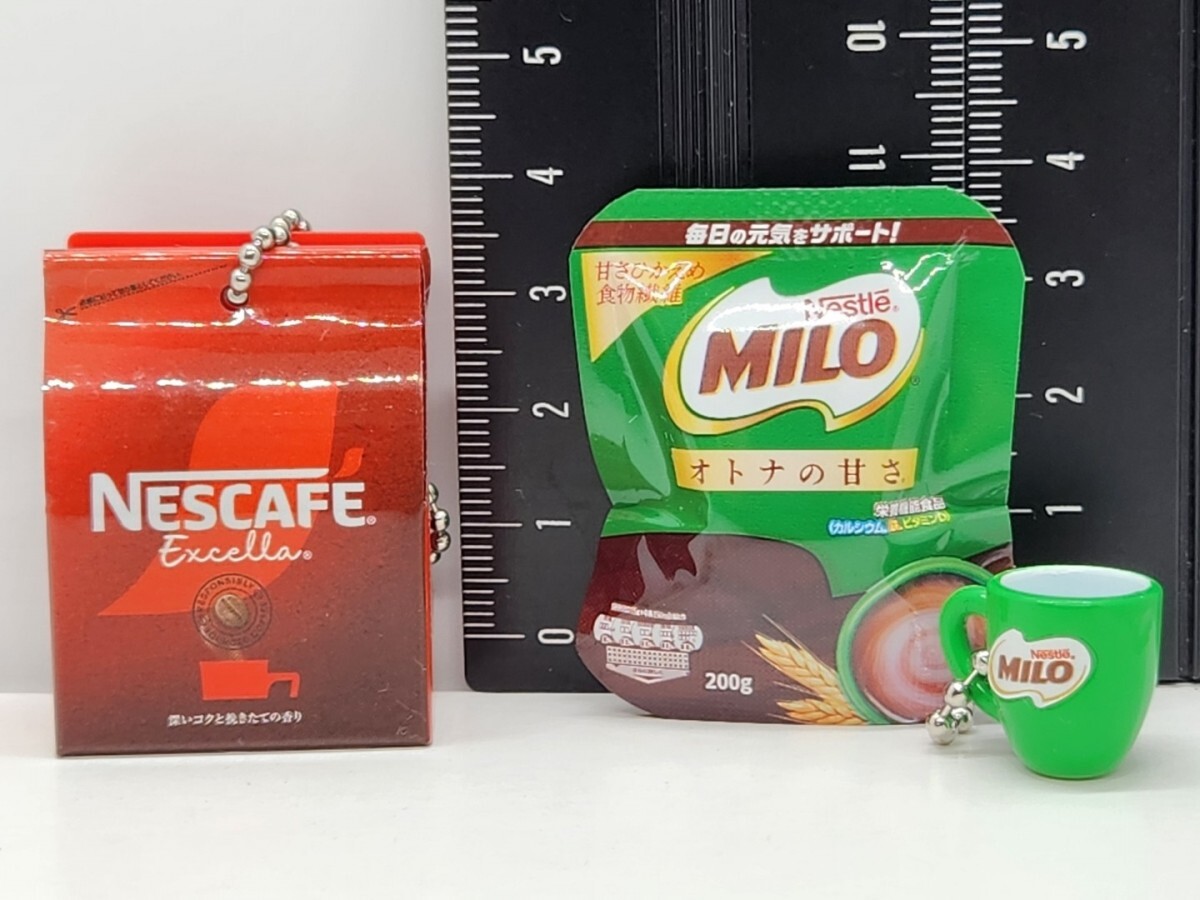 NESCAFÉ®
Excella®
深いコクと挽きたての香り
毎日の元気をサポート!
甘さひかえめ
食物繊維
Nestlé®
MILO®
オトナの甘さ
栄養機能食品
(カルシウム、鉄、ビタミンD)
200g
Nestlé®
MILO
5
4
3
2
1
0
10
11
5
4
3
2
1